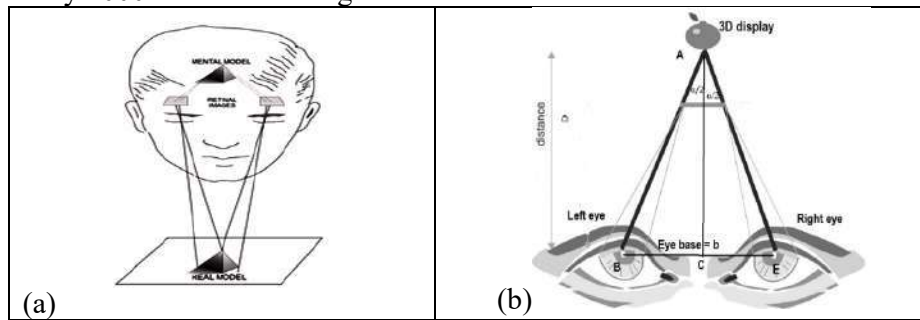 MENTAL MODEL
RETINAL
IMAGES
REAL MODEL
(a)
3D display
A
a/2 a/2
distance
D
Left eye
Right eye
Eye base = b
B
C
E
(b)